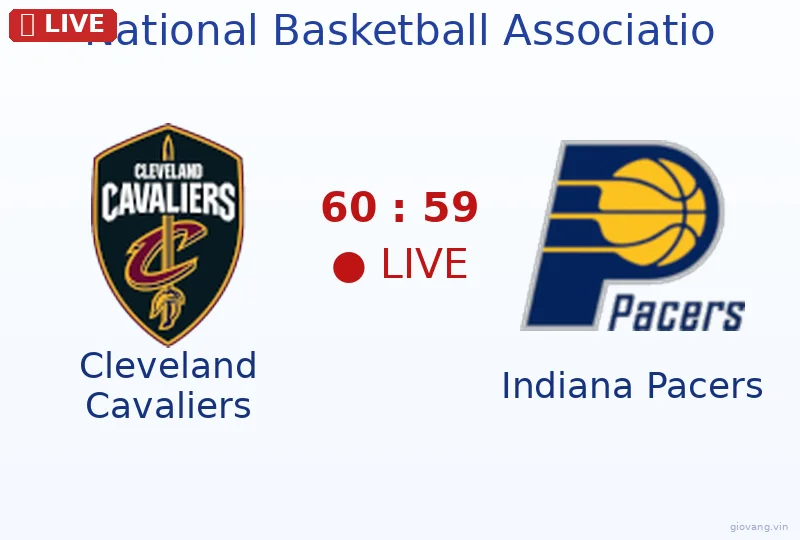 LIVE
National Basketball Associatio
CLEVELAND
CAVALIERS
C
60 : 59
● LIVE
Pacers
Cleveland
Cavaliers
Indiana Pacers
giovang.vin